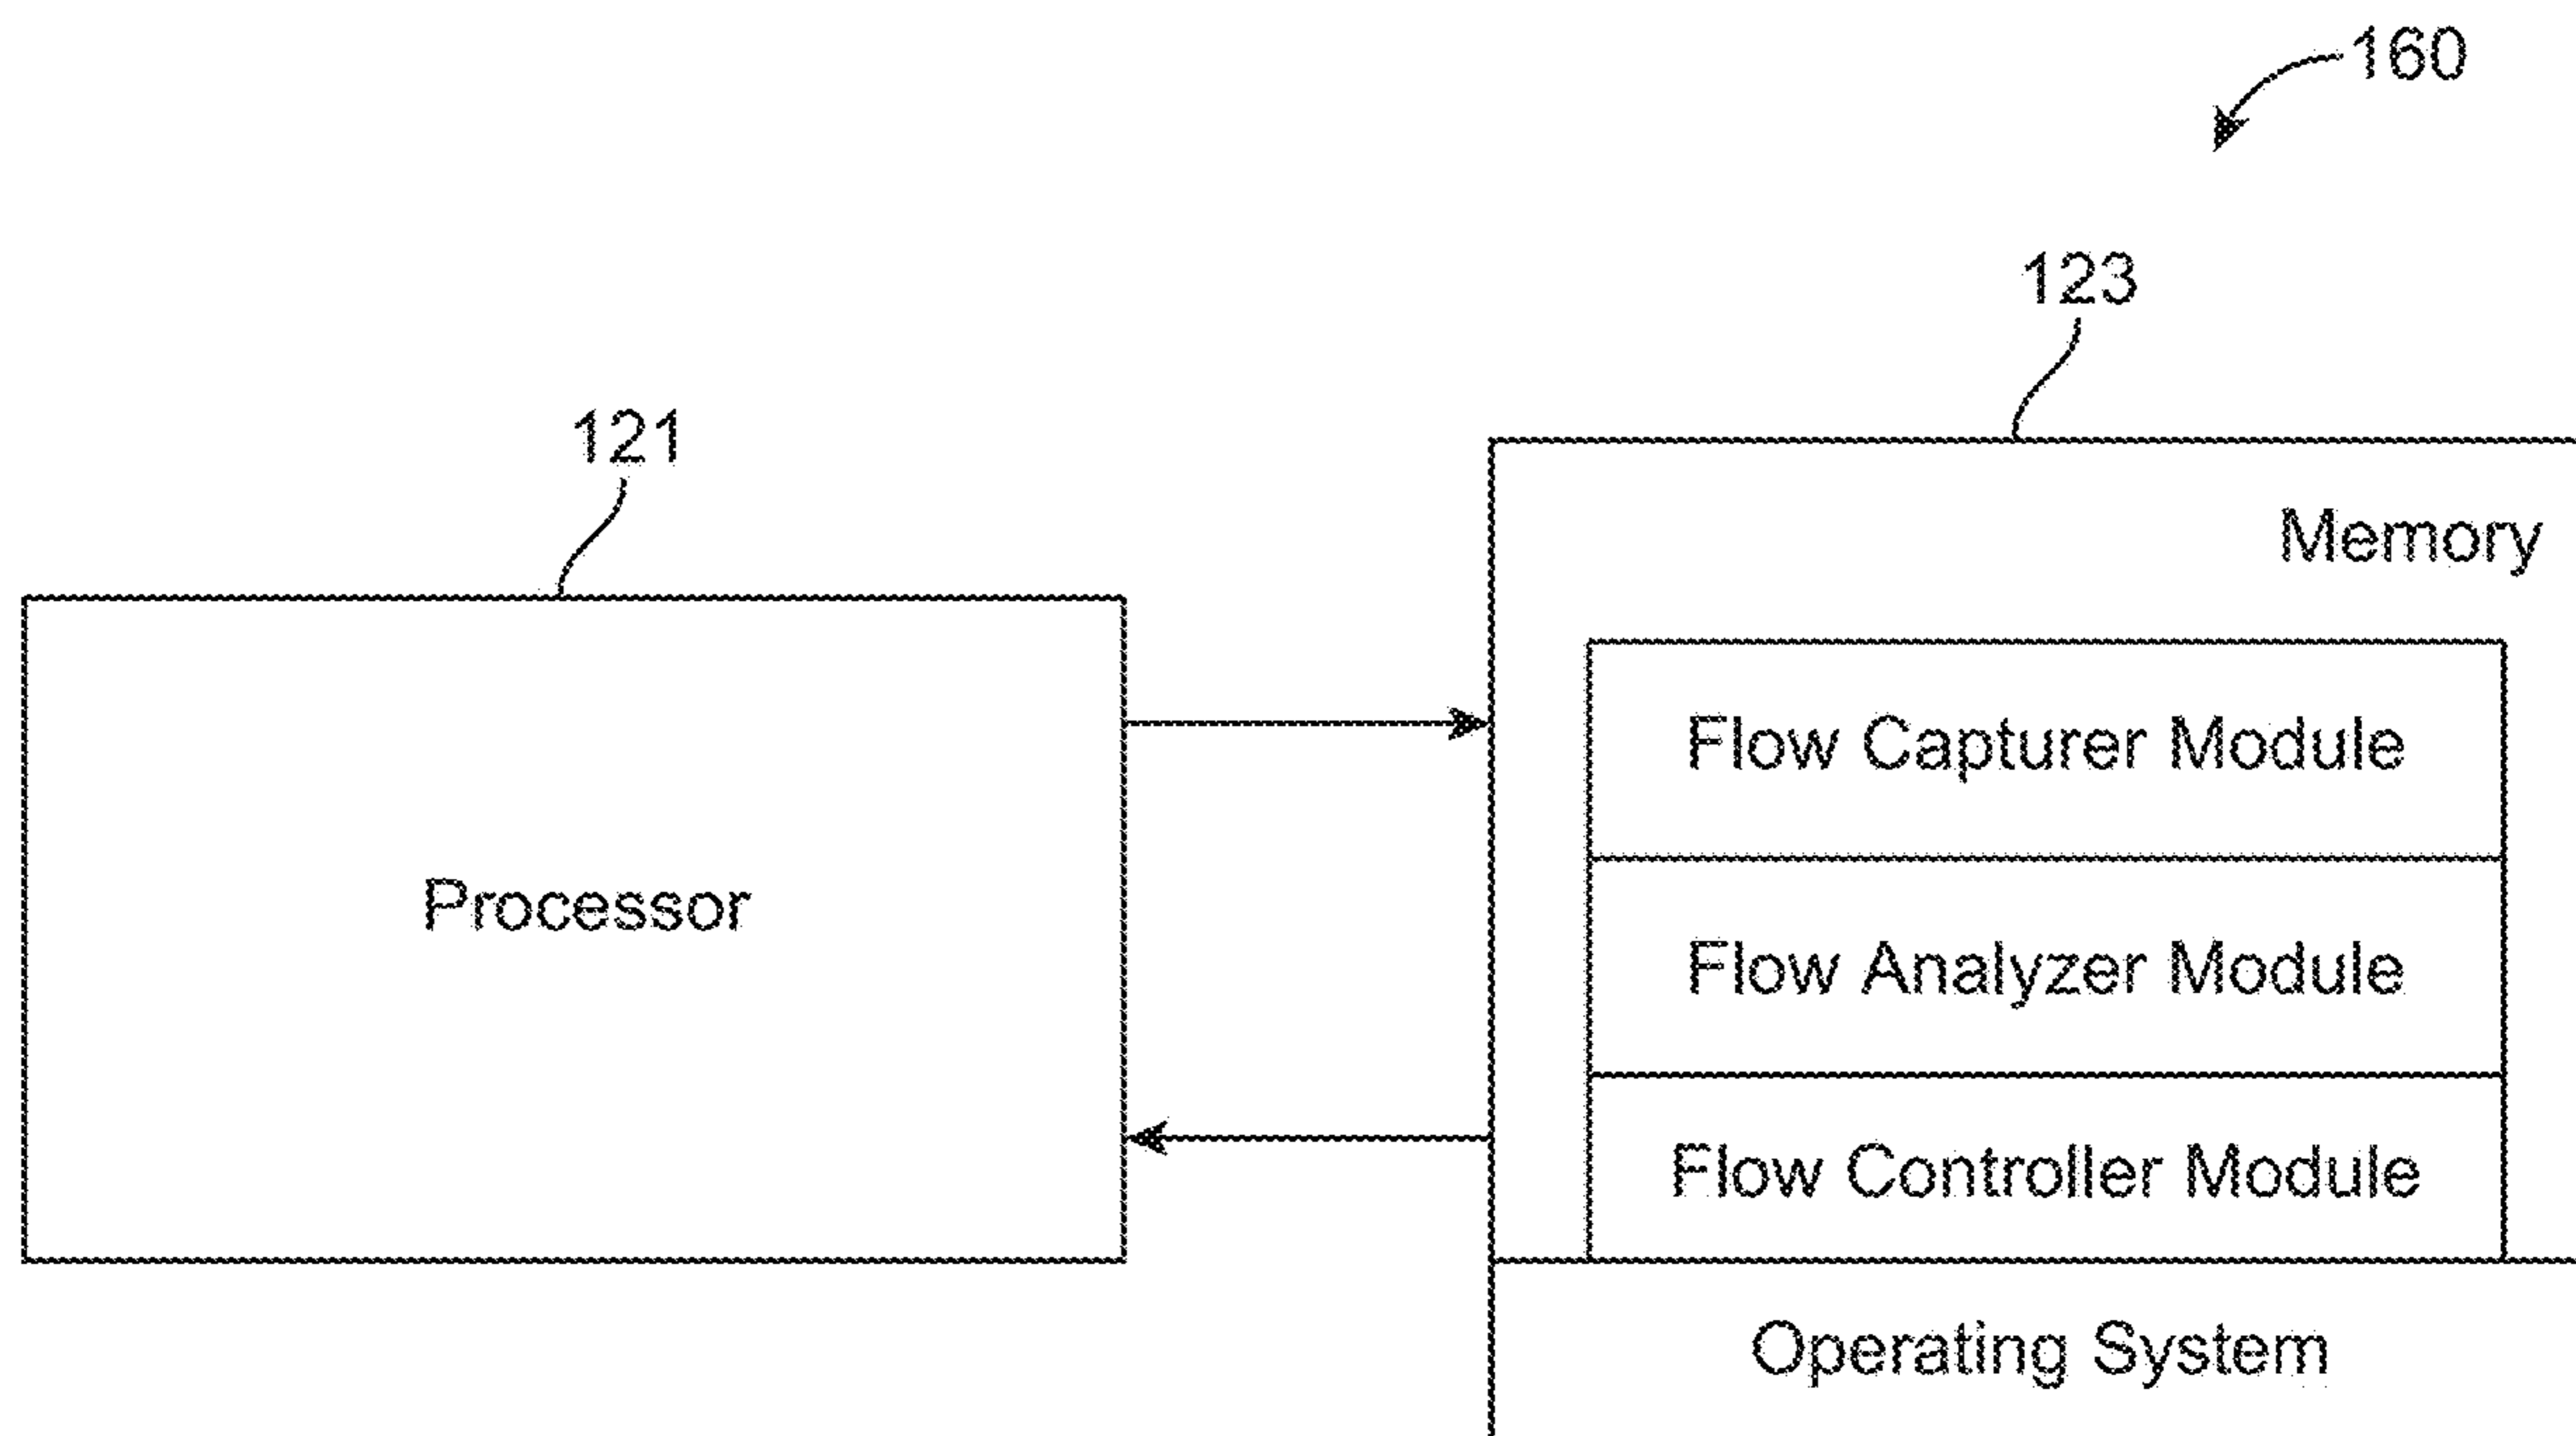 160
123
121
Memory
Flow Capturer Module
Processor
Flow Analyzer Module
Flow Controller Module
Operating System